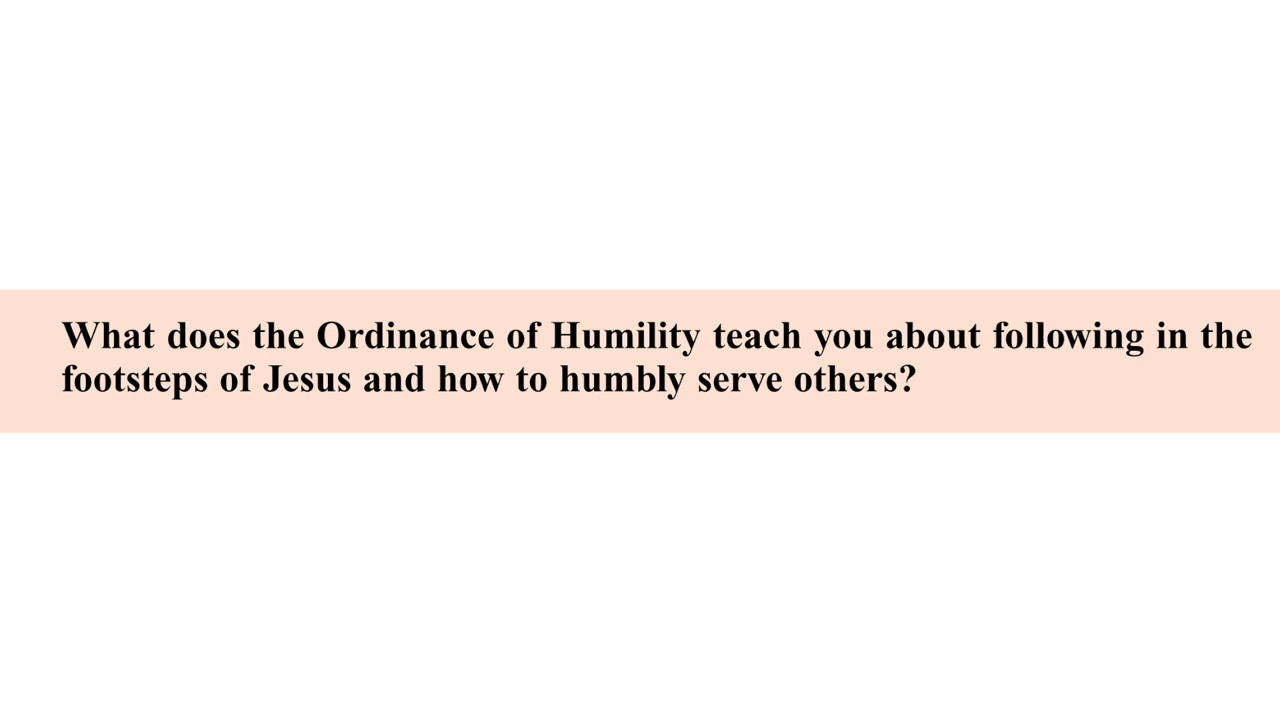 What does the Ordinance of Humility teach you about following in the
footsteps of Jesus and how to humbly serve others?